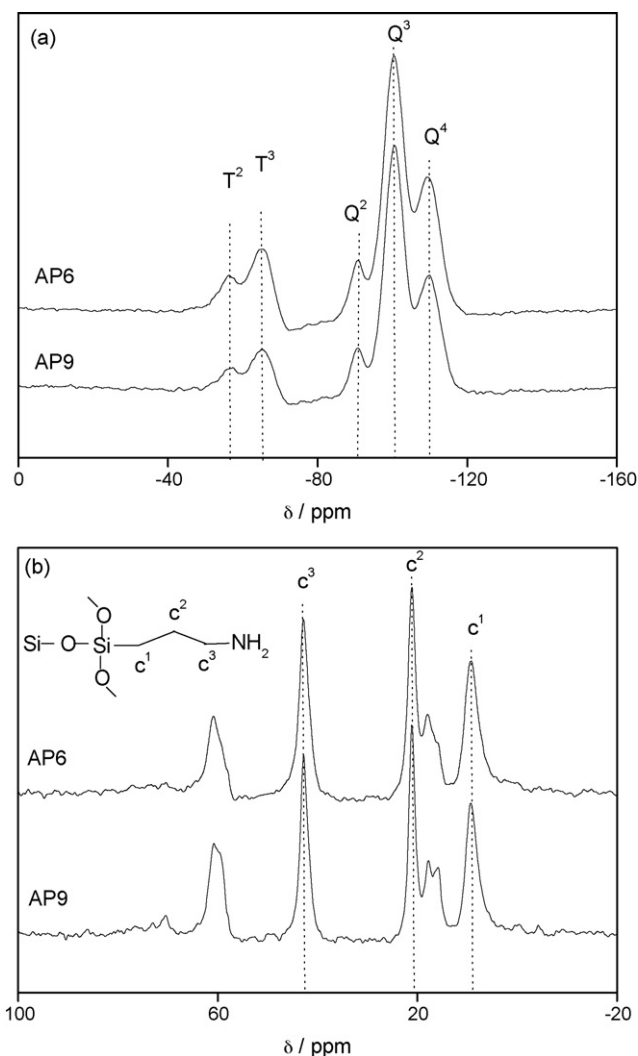 (a)
Q³
Q⁴
T³
T²
Q²
AP6
AP9
0 -40 -80 -120 -160
δ / ppm
(b)
c³
c²
c¹
O
c²
Si — O — Si
NH₂
c¹
c³
O
AP6
AP9
100 60 20 -20
δ / ppm